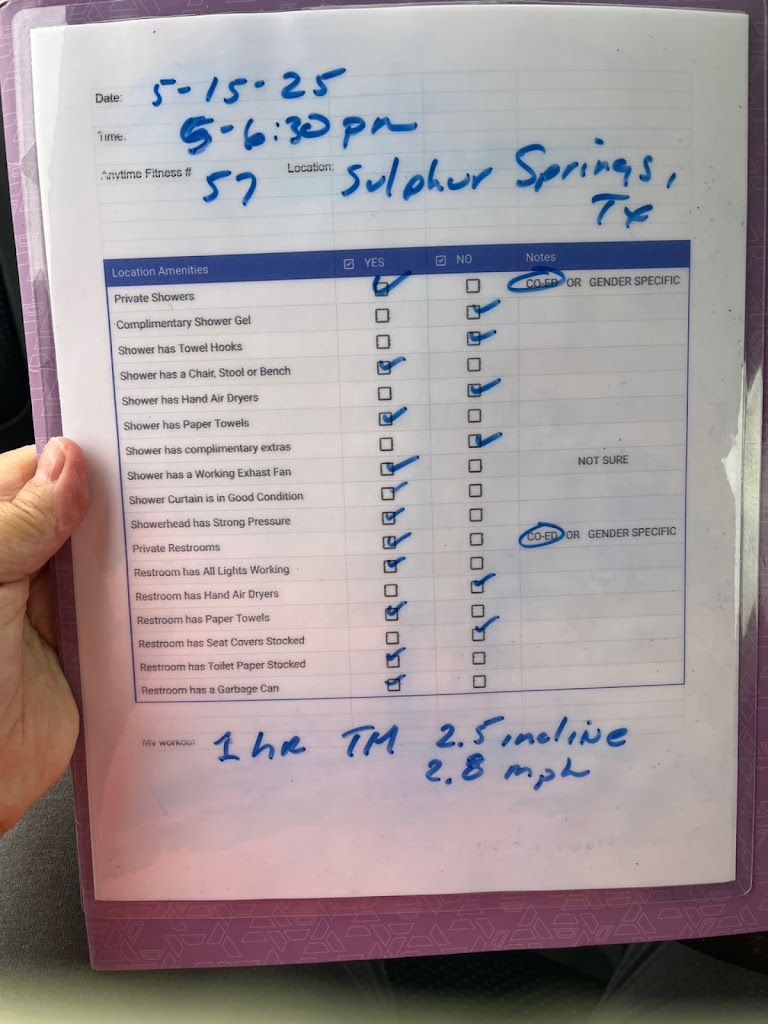 Date: 5-15-25
Time: 5-6:30 pm
Anytime Fitness # 57 Location: Sulphur Springs,
Tx
Location Amenities ☑ YES ☑ NO Notes
Private Showers ☑ ☐ CO-ED OR GENDER SPECIFIC
Complimentary Shower Gel ☐ ☑
Shower has Towel Hooks ☐ ☑
Shower has a Chair, Stool or Bench ☑ ☐
Shower has Hand Air Dryers ☐ ☑
Shower has Paper Towels ☑ ☐
Shower has complimentary extras ☐ ☑
Shower has a Working Exhast Fan ☑ ☐ NOT SURE
Shower Curtain is in Good Condition ☑ ☐
Showerhead has Strong Pressure ☑ ☐
Private Restrooms ☑ ☐ CO-ED OR GENDER SPECIFIC
Restroom has All Lights Working ☑ ☐
Restroom has Hand Air Dryers ☐ ☑
Restroom has Paper Towels ☑ ☐
Restroom has Seat Covers Stocked ☐ ☑
Restroom has Toilet Paper Stocked ☑ ☐
Restroom has a Garbage Can ☑ ☐
My workout: 1 hr TM 2.5 incline
2.8 mph